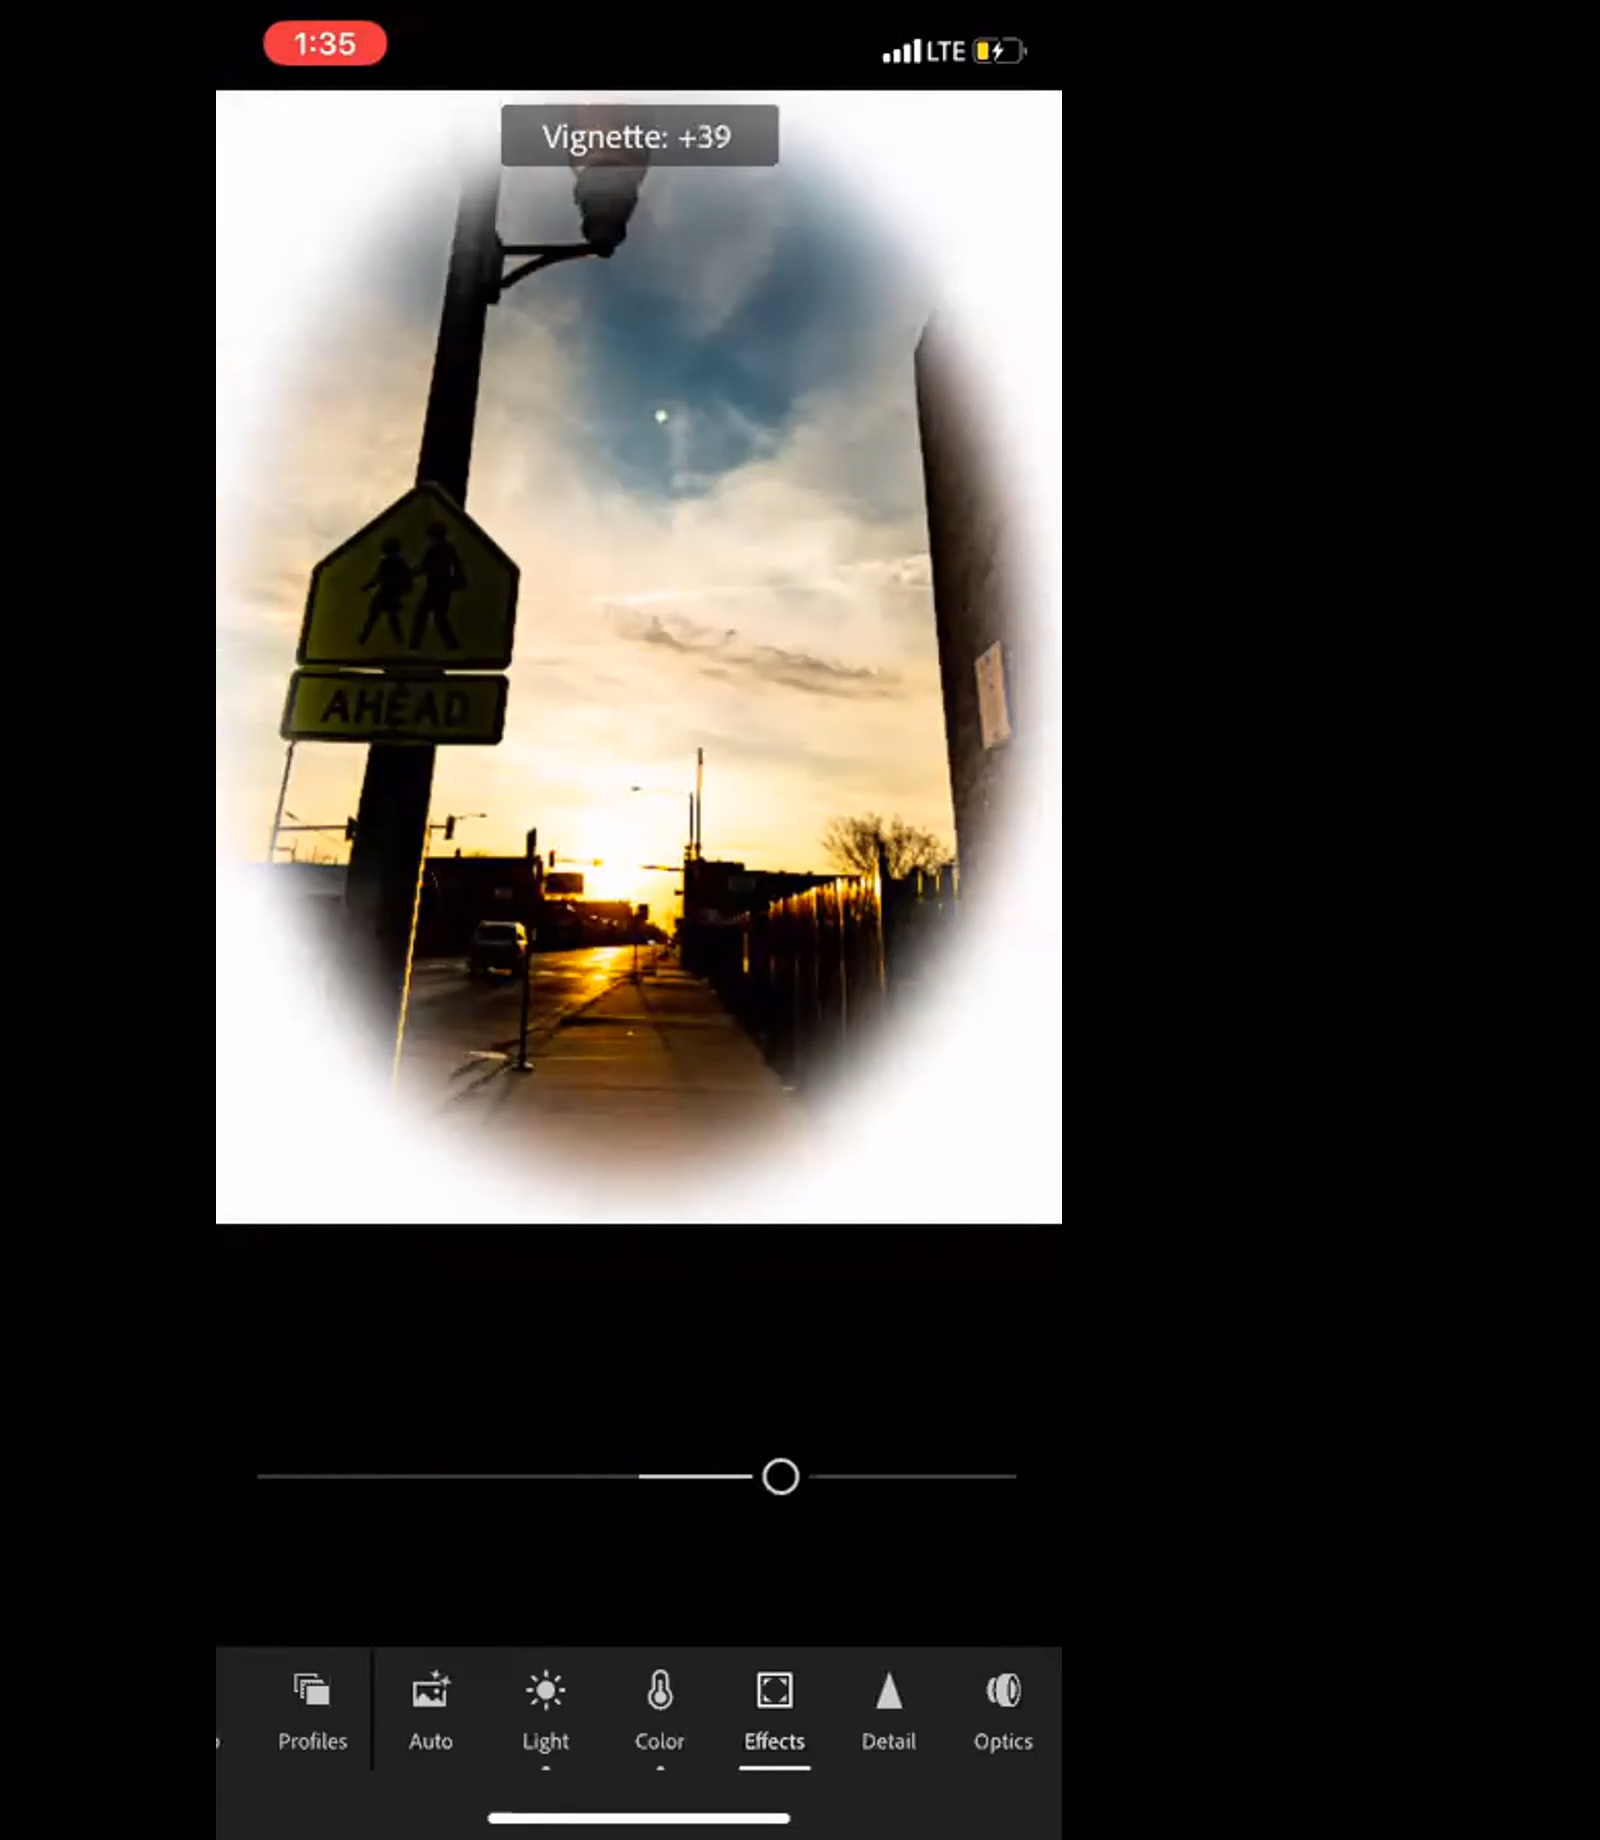 1:35
LTE
Vignette: +39
AHEAD
Profiles
Auto
Light
Color
Effects
Detail
Optics